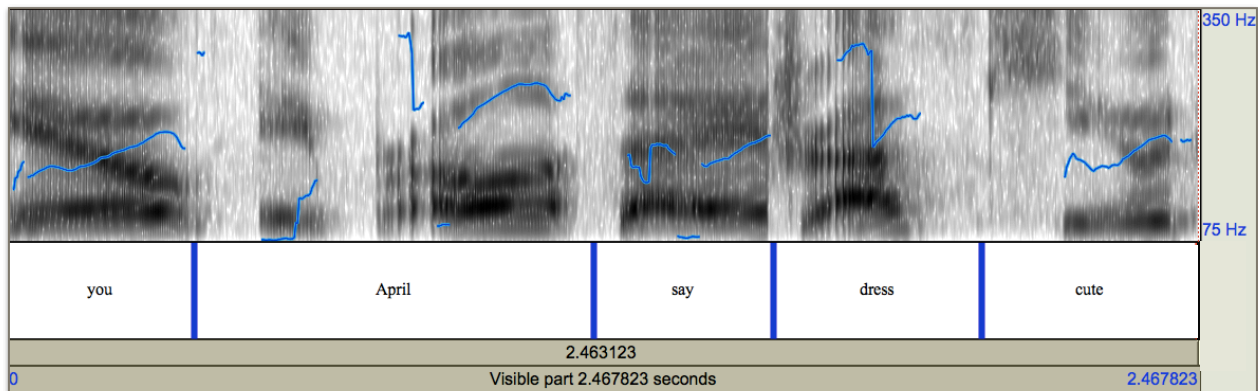 350 Hz
75 Hz
you April say dress cute
2.463123
0 Visible part 2.467823 seconds 2.467823